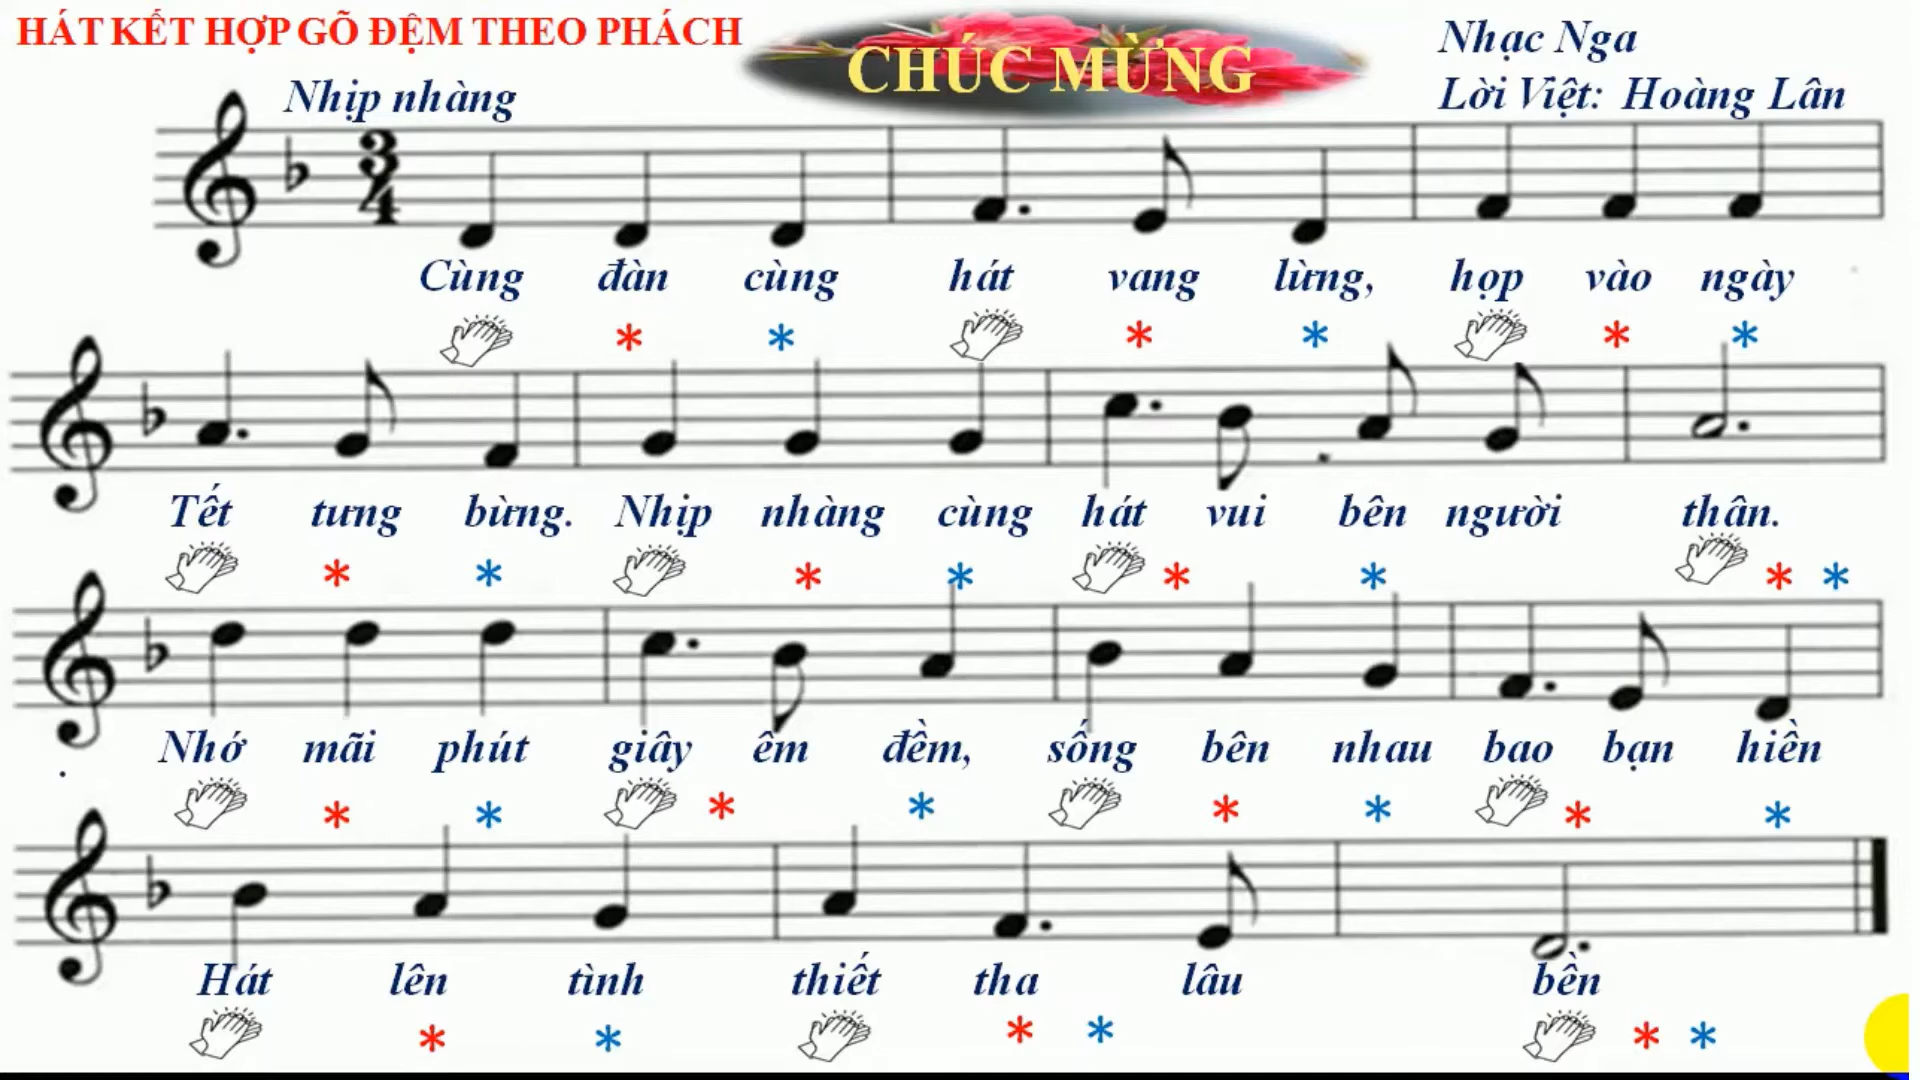 HÁT KẾT HỢP GÕ ĐỆM THEO PHÁCH
CHÚC MỪNG
Nhạc Nga
Lời Việt: Hoàng Lân
Nhịp nhàng
3
4
Cùng đàn cùng hát vang lừng, họp vào ngày
* * * * * *
Tết tưng bừng. Nhịp nhàng cùng hát vui bên người thân.
* * * * * * * *
Nhớ mãi phút giây êm đềm, sống bên nhau bao bạn hiền
* * * * * * * *
Hát lên tình thiết tha lâu bền
* * * * * *